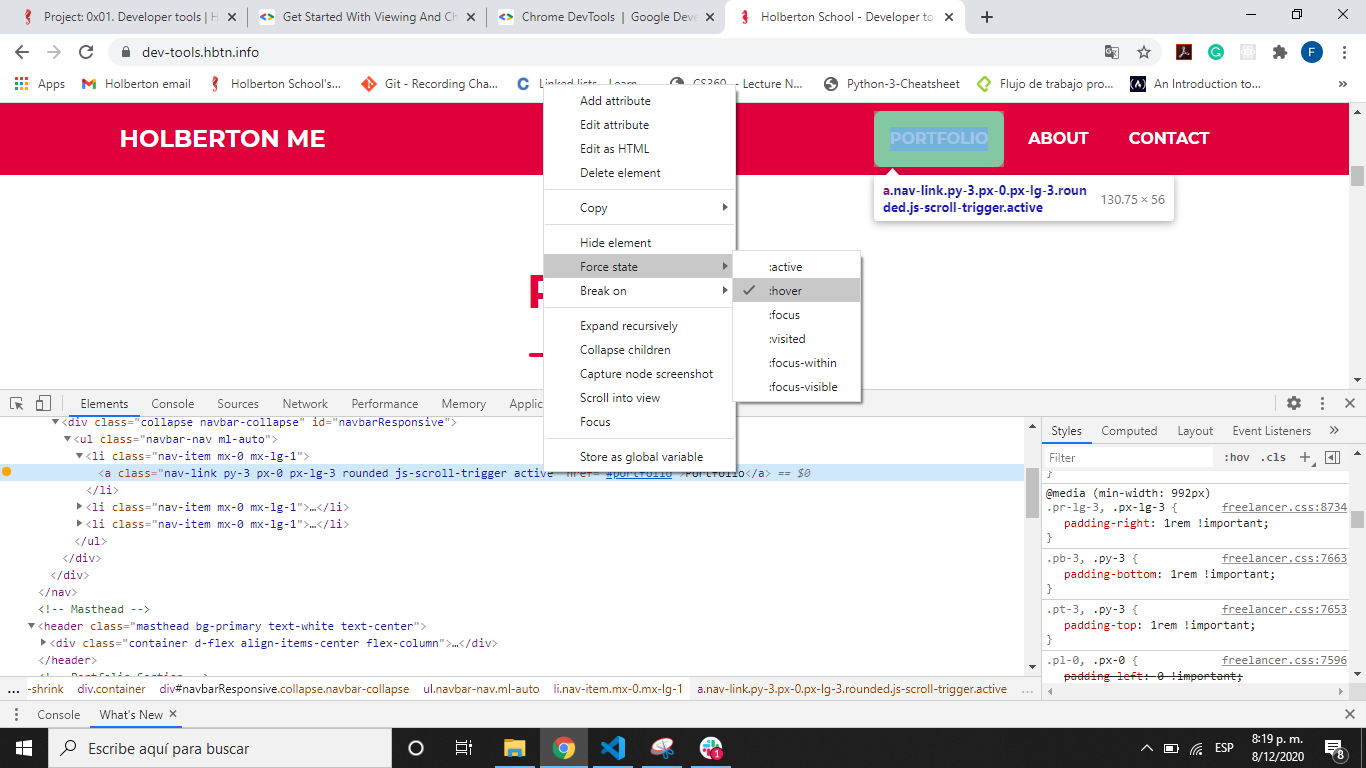 Project: 0x01. Developer tools | H
Get Started With Viewing And Ch
Chrome DevTools | Google Deve
Holberton School - Developer to
dev-tools.hbtn.info
F
Apps
Holberton email
Holberton School's...
Git - Recording Cha...
Linked lists - Learn...
CS360 - Lecture N...
Python-3-Cheatsheet
Flujo de trabajo pro...
An Introduction to...
»
HOLBERTON ME
PORTFOLIO
ABOUT
CONTACT
a.nav-link.py-3.px-0.px-lg-3.roun
ded.js-scroll-trigger.active
130.75 × 56
P
Add attribute
Edit attribute
Edit as HTML
Delete element
Copy
Hide element
Force state
Break on
Expand recursively
Collapse children
Capture node screenshot
Scroll into view
Focus
Store as global variable
:active
:hover
:focus
:visited
:focus-within
:focus-visible
Elements
Console
Sources
Network
Performance
Memory
Applic
<div class="collapse navbar-collapse" id="navbarResponsive">
<ul class="navbar-nav ml-auto">
<li class="nav-item mx-0 mx-lg-1">
<a class="nav-link py-3 px-0 px-lg-3 rounded js-scroll-trigger active" href="#portfolio">Portfolio</a> == $0
</li>
<li class="nav-item mx-0 mx-lg-1">…</li>
<li class="nav-item mx-0 mx-lg-1">…</li>
</ul>
</div>
</div>
</nav>
<!-- Masthead -->
<header class="masthead bg-primary text-white text-center">
<div class="container d-flex align-items-center flex-column">…</div>
</header>
<!-- Portfolio Section -->
... -shrink div.container div#navbarResponsive.collapse.navbar-collapse ul.navbar-nav.ml-auto li.nav-item.mx-0.mx-lg-1 a.nav-link.py-3.px-0.px-lg-3.rounded.js-scroll-trigger.active ...
Styles
Computed
Layout
Event Listeners
»
Filter
:hov .cls +
}
@media (min-width: 992px)
.pr-lg-3, .px-lg-3 { freelancer.css:8734
padding-right: 1rem !important;
}
.pb-3, .py-3 { freelancer.css:7663
padding-bottom: 1rem !important;
}
.pt-3, .py-3 { freelancer.css:7653
padding-top: 1rem !important;
}
.pl-0, .px-0 { freelancer.css:7596
padding-left: 0 !important;
Console
What's New
Escribe aquí para buscar
1
ESP
8:19 p. m.
8/12/2020
8